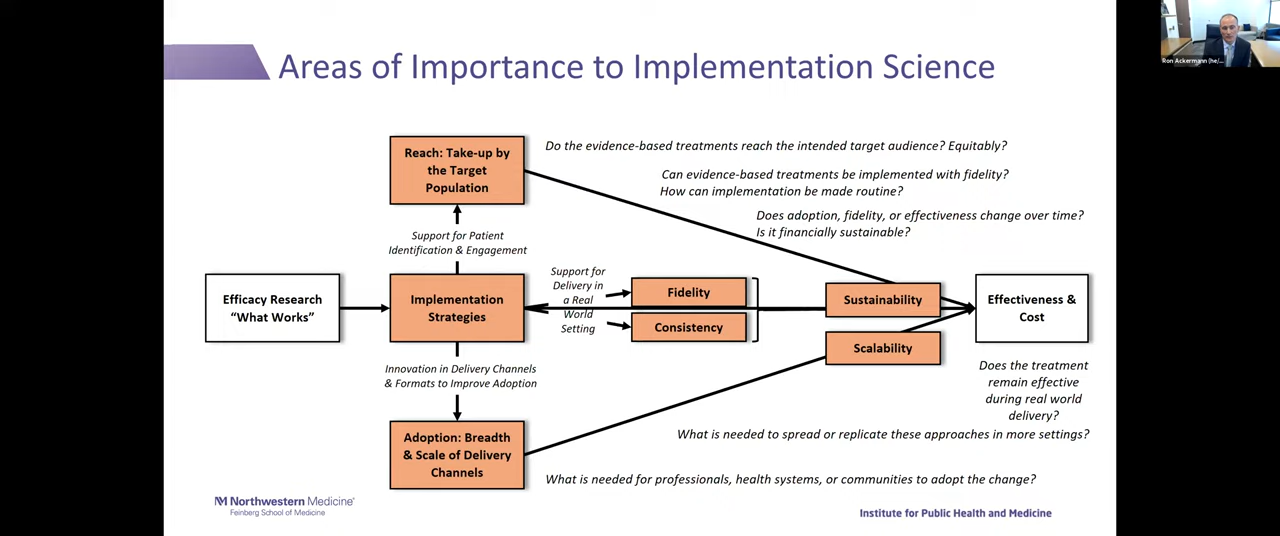 Areas of Importance to Implementation Science
Ron Ackermann (he/...
Reach: Take-up by
the Target
Population
Do the evidence-based treatments reach the intended target audience? Equitably?
Can evidence-based treatments be implemented with fidelity?
How can implementation be made routine?
Does adoption, fidelity, or effectiveness change over time?
Is it financially sustainable?
Support for Patient
Identification & Engagement
Efficacy Research
"What Works"
Implementation
Strategies
Support for
Delivery in
a Real
World
Setting
Fidelity
Consistency
Sustainability
Scalability
Effectiveness &
Cost
Innovation in Delivery Channels
& Formats to Improve Adoption
Does the treatment
remain effective
during real world
delivery?
Adoption: Breadth
& Scale of Delivery
Channels
What is needed to spread or replicate these approaches in more settings?
What is needed for professionals, health systems, or communities to adopt the change?
NM Northwestern Medicine®
Feinberg School of Medicine
Institute for Public Health and Medicine